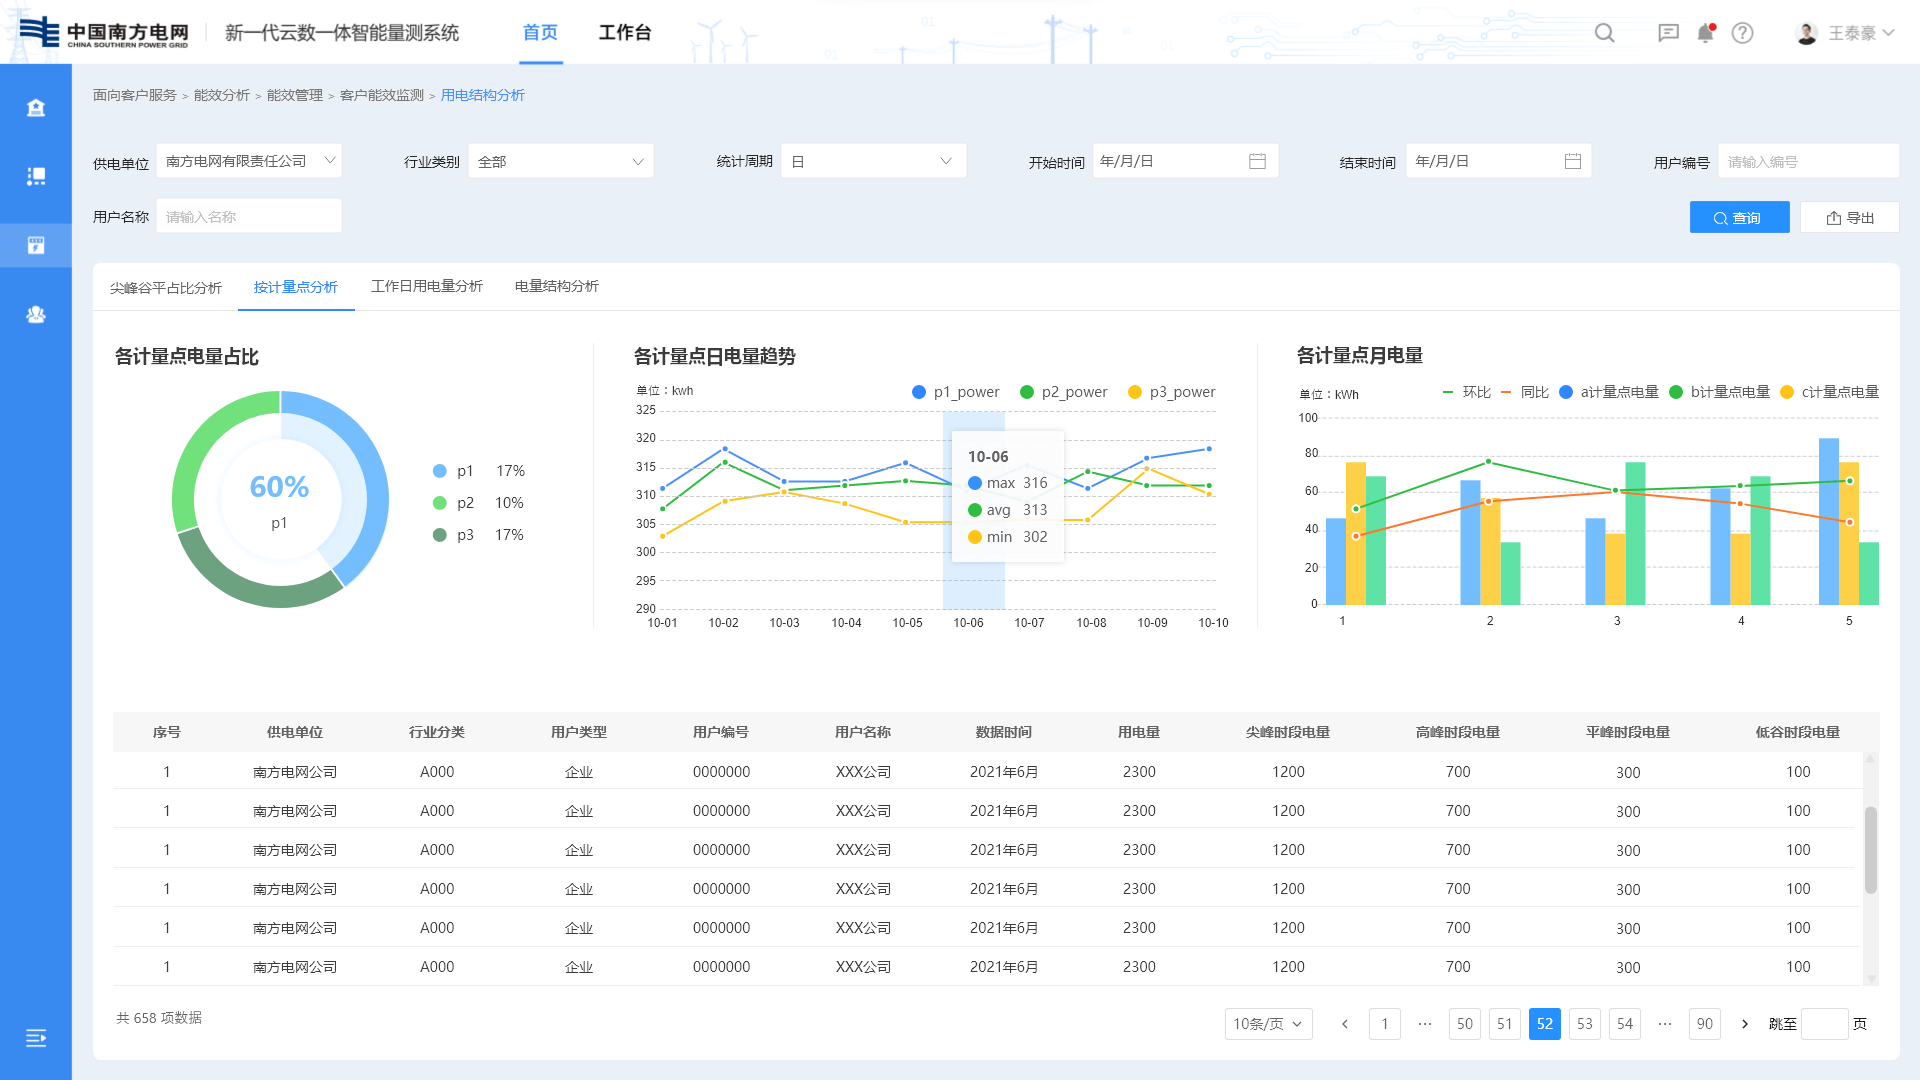 中国南方电网
CHINA SOUTHERN POWER GRID
新一代云数一体智能量测系统
首页
工作台
王泰豪
面向客户服务 > 能效分析 > 能效管理 > 客户能效监测 > 用电结构分析
供电单位 南方电网有限责任公司
行业类别 全部
统计周期 日
开始时间 年/月/日
结束时间 年/月/日
用户编号 请输入编号
用户名称 请输入名称
查询
导出
尖峰谷平占比分析
按计量点分析
工作日用电量分析
电量结构分析
各计量点电量占比
60%
p1
p1 17%
p2 10%
p3 17%
各计量点日电量趋势
单位：kwh
p1_power p2_power p3_power
325
320
315
310
305
300
295
290
10-01 10-02 10-03 10-04 10-05 10-06 10-07 10-08 10-09 10-10
10-06
max 316
avg 313
min 302
各计量点月电量
单位：kWh
环比 同比 a计量点电量 b计量点电量 c计量点电量
100
80
60
40
20
0
1 2 3 4 5
序号 供电单位 行业分类 用户类型 用户编号 用户名称 数据时间 用电量 尖峰时段电量 高峰时段电量 平峰时段电量 低谷时段电量
1 南方电网公司 A000 企业 0000000 XXX公司 2021年6月 2300 1200 700 300 100
1 南方电网公司 A000 企业 0000000 XXX公司 2021年6月 2300 1200 700 300 100
1 南方电网公司 A000 企业 0000000 XXX公司 2021年6月 2300 1200 700 300 100
1 南方电网公司 A000 企业 0000000 XXX公司 2021年6月 2300 1200 700 300 100
1 南方电网公司 A000 企业 0000000 XXX公司 2021年6月 2300 1200 700 300 100
1 南方电网公司 A000 企业 0000000 XXX公司 2021年6月 2300 1200 700 300 100
共 658 项数据
10条/页 1 ··· 50 51 52 53 54 ··· 90 跳至 页